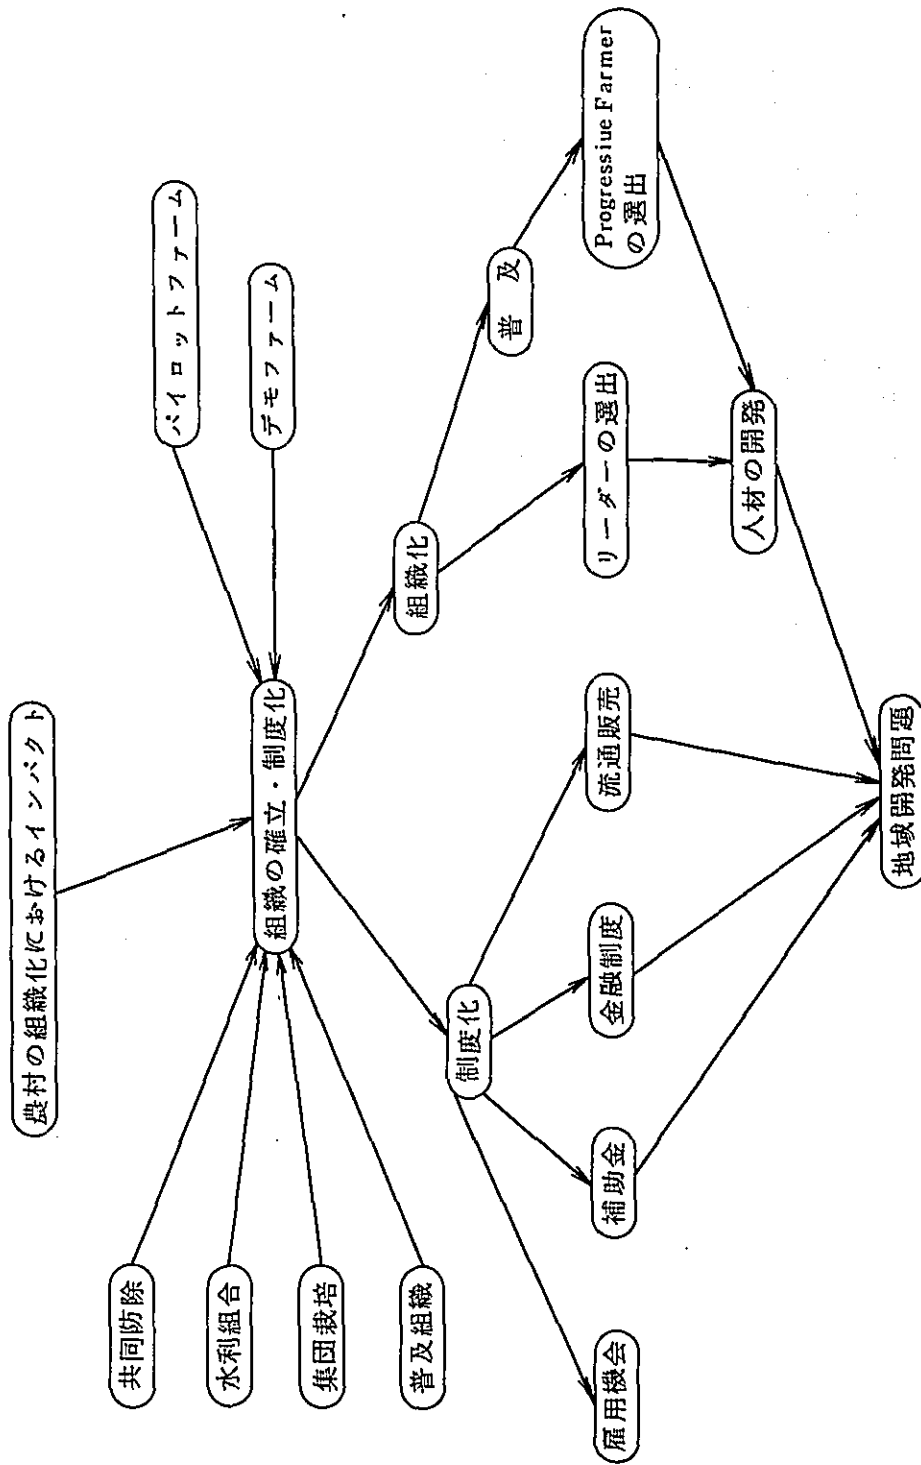 農村の組織化におけるインパクト
共同防除
水利組合
集団栽培
普及組織
パイロットファーム
デモファーム
組織の確立・制度化
制度化
組織化
普及
雇用機会
補助金
金融制度
流通販売
リーダーの選出
Progressiue Farmer
の選出
人材の開発
地域開発問題